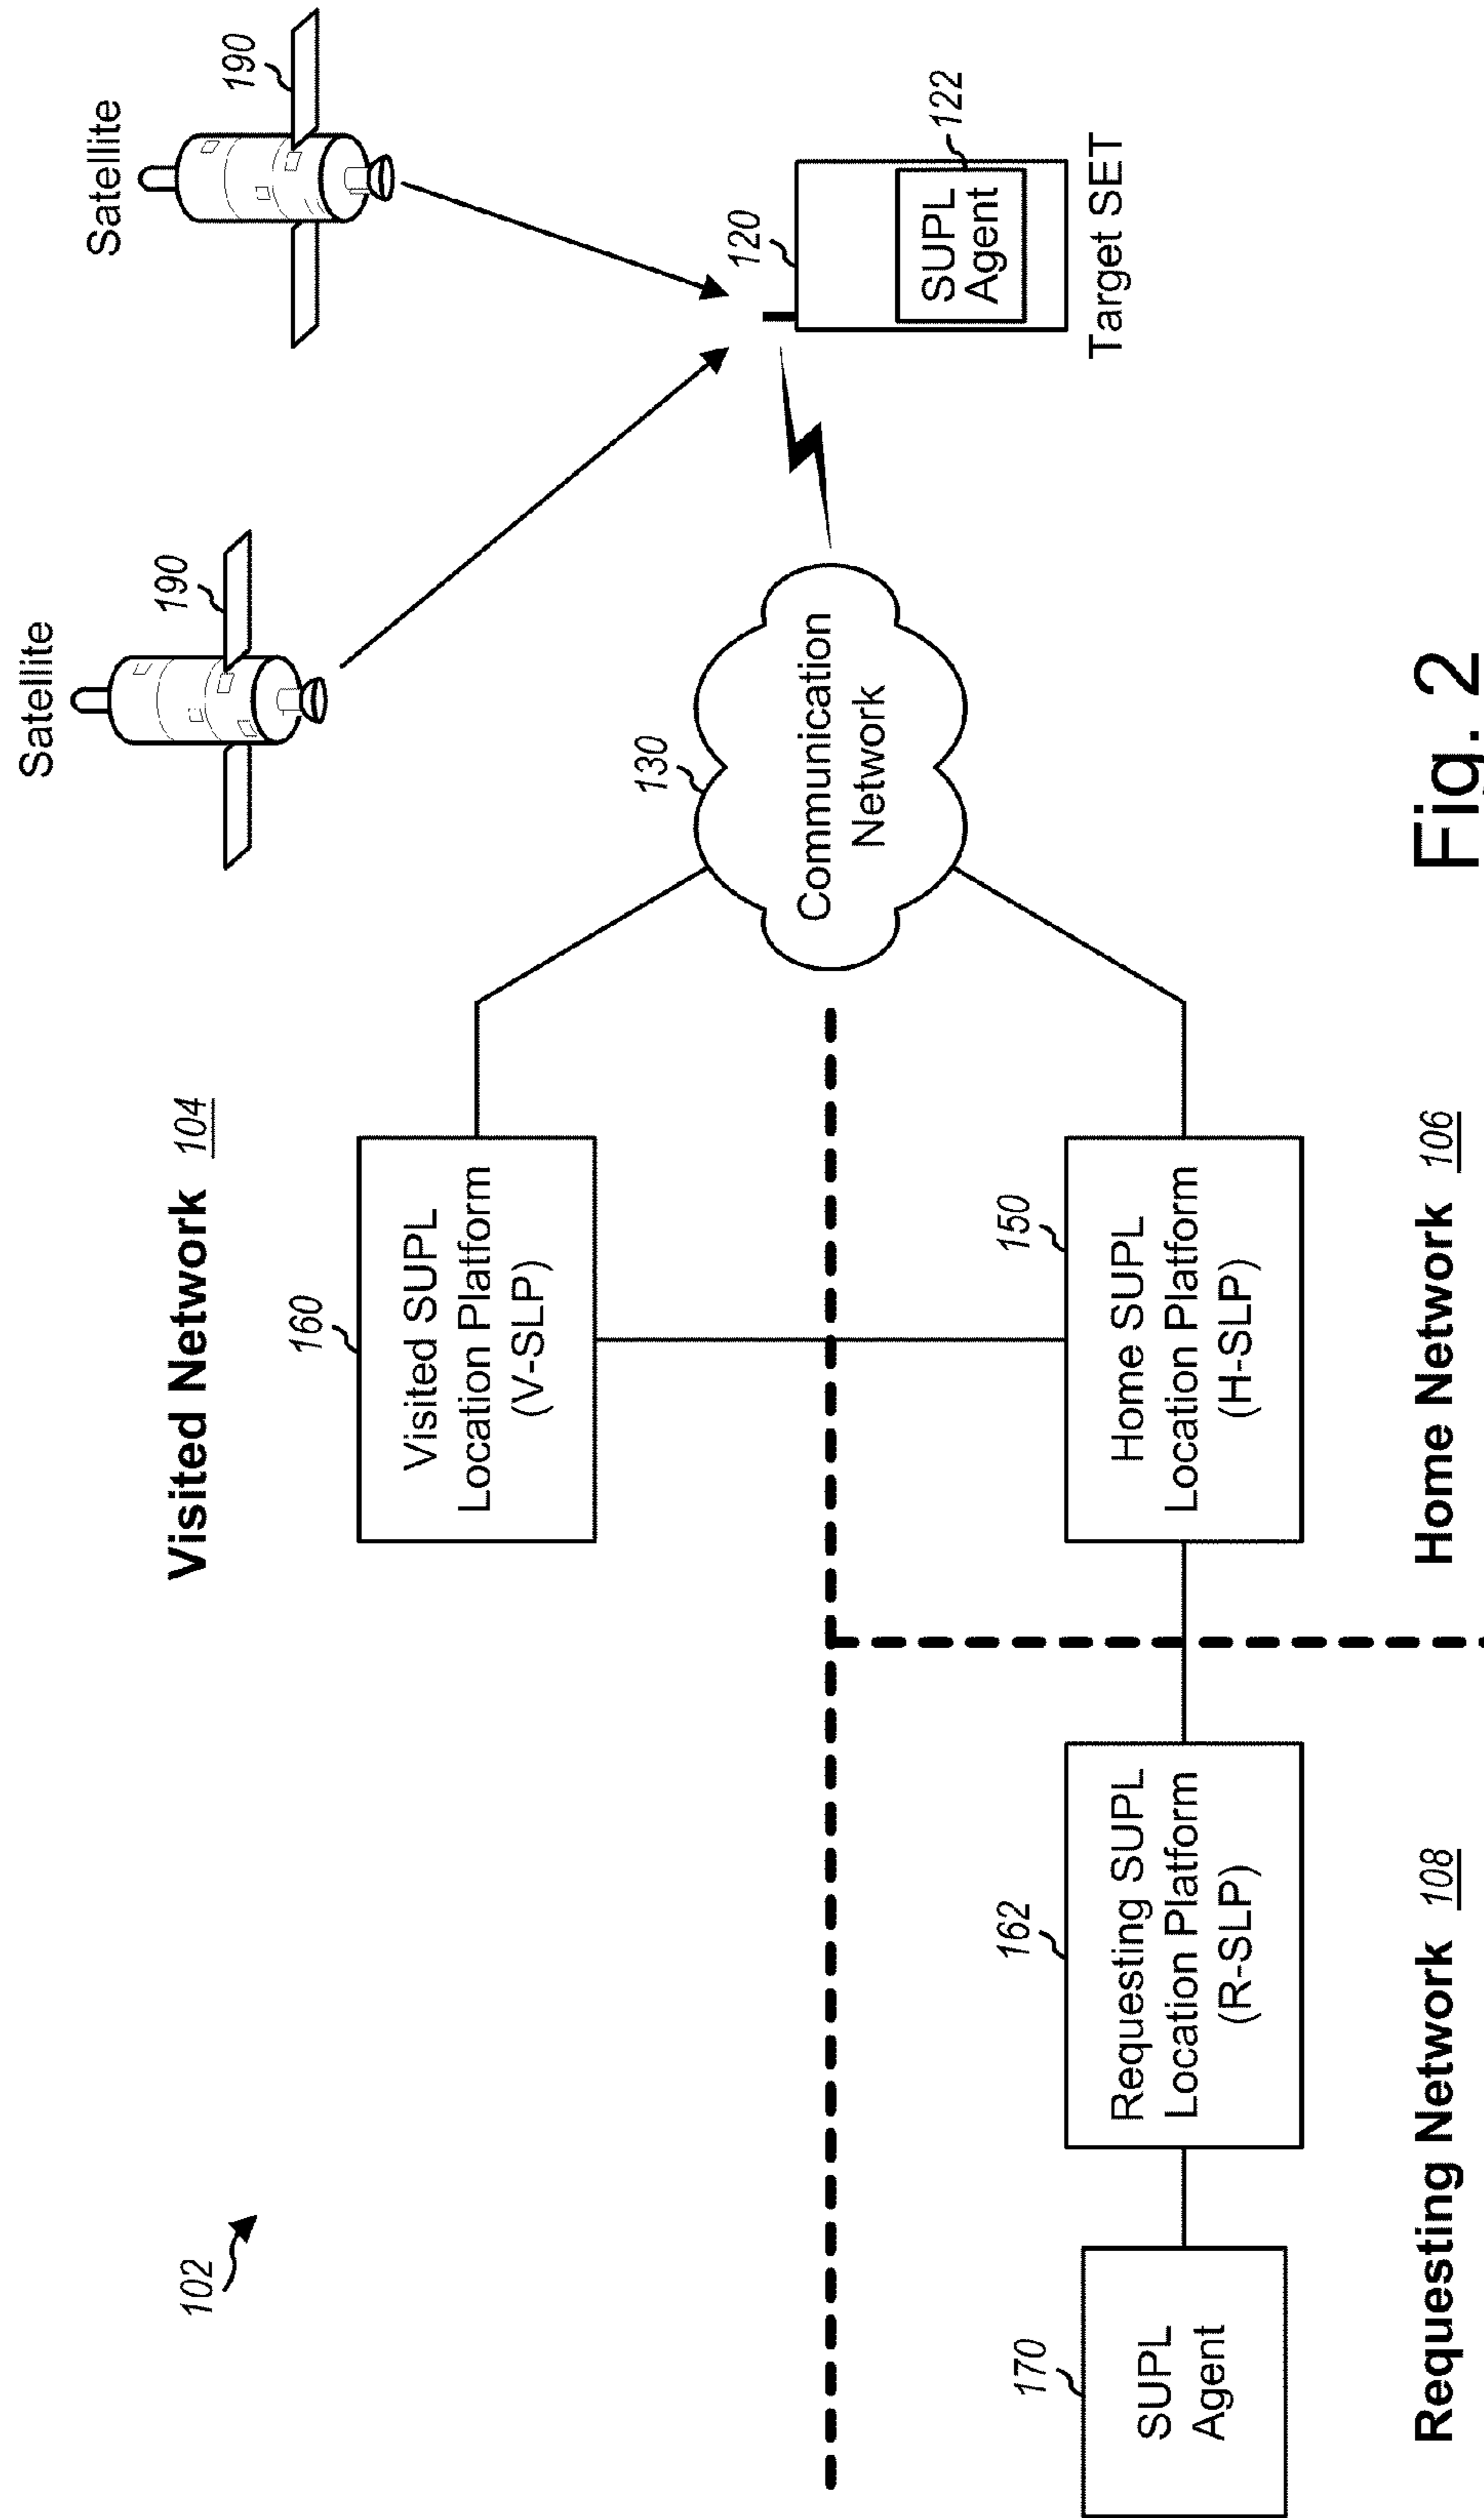 102
Visited Network 104
Satellite
190
Satellite
190
160
Visited SUPL
Location Platform
(V-SLP)
130
Communication
Network
120
SUPL
Agent
122
Target SET
170
SUPL
Agent
162
Requesting SUPL
Location Platform
(R-SLP)
150
Home SUPL
Location Platform
(H-SLP)
Requesting Network 108
Home Network 106
Fig. 2